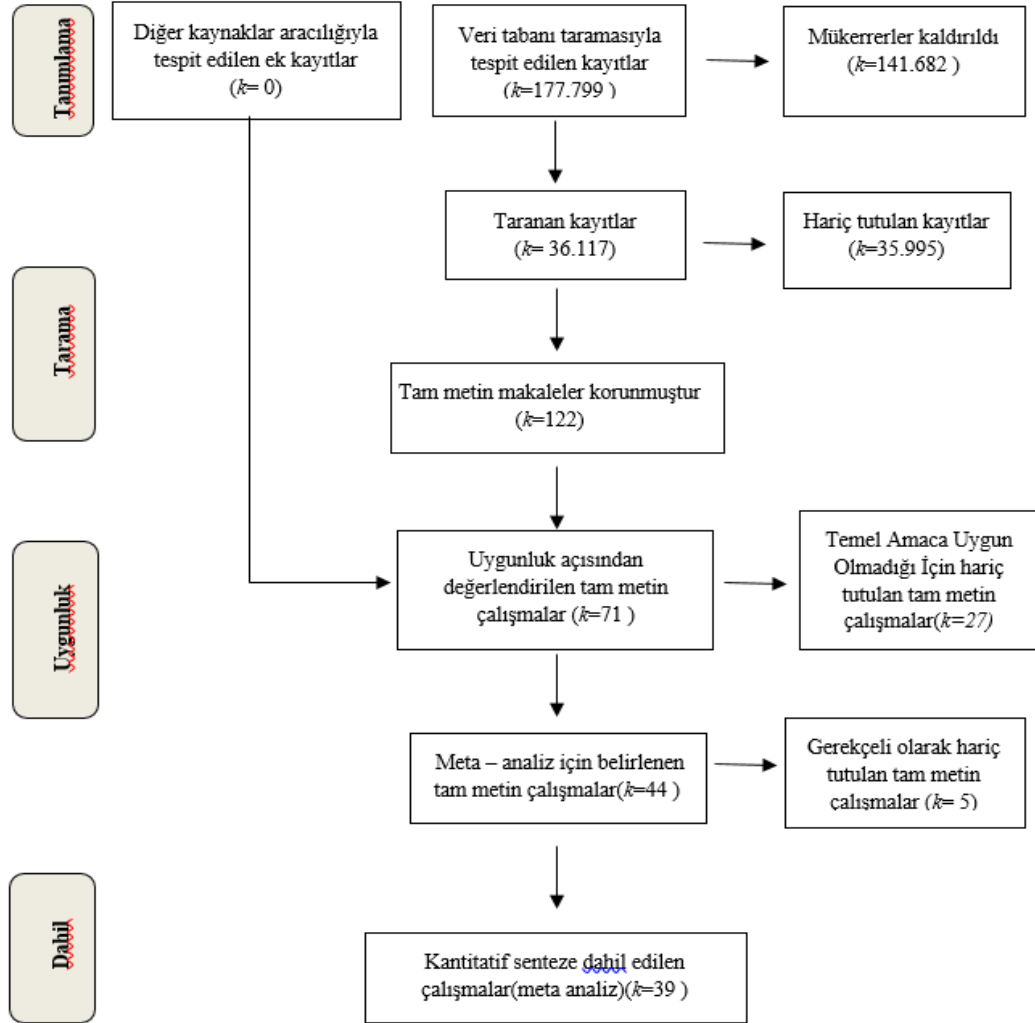 Tanımlama
Diğer kaynaklar aracılığıyla
tespit edilen ek kayıtlar
(k= 0)
Veri tabanı taramasıyla
tespit edilen kayıtlar
(k=177.799 )
Mükerrerler kaldırıldı
(k=141.682 )
Taranan kayıtlar
(k= 36.117)
Hariç tutulan kayıtlar
(k=35.995)
Tarama
Tam metin makaleler korunmuştur
(k=122)
Uygunluk
Uygunluk açısından
değerlendirilen tam metin
çalışmalar (k=71 )
Temel Amaca Uygun
Olmadığı İçin hariç
tutulan tam metin
çalışmalar(k=27)
Meta – analiz için belirlenen
tam metin çalışmalar(k=44 )
Gerekçeli olarak hariç
tutulan tam metin
çalışmalar (k= 5)
Dahil
Kantitatif senteze dahil edilen
çalışmalar(meta analiz)(k=39 )